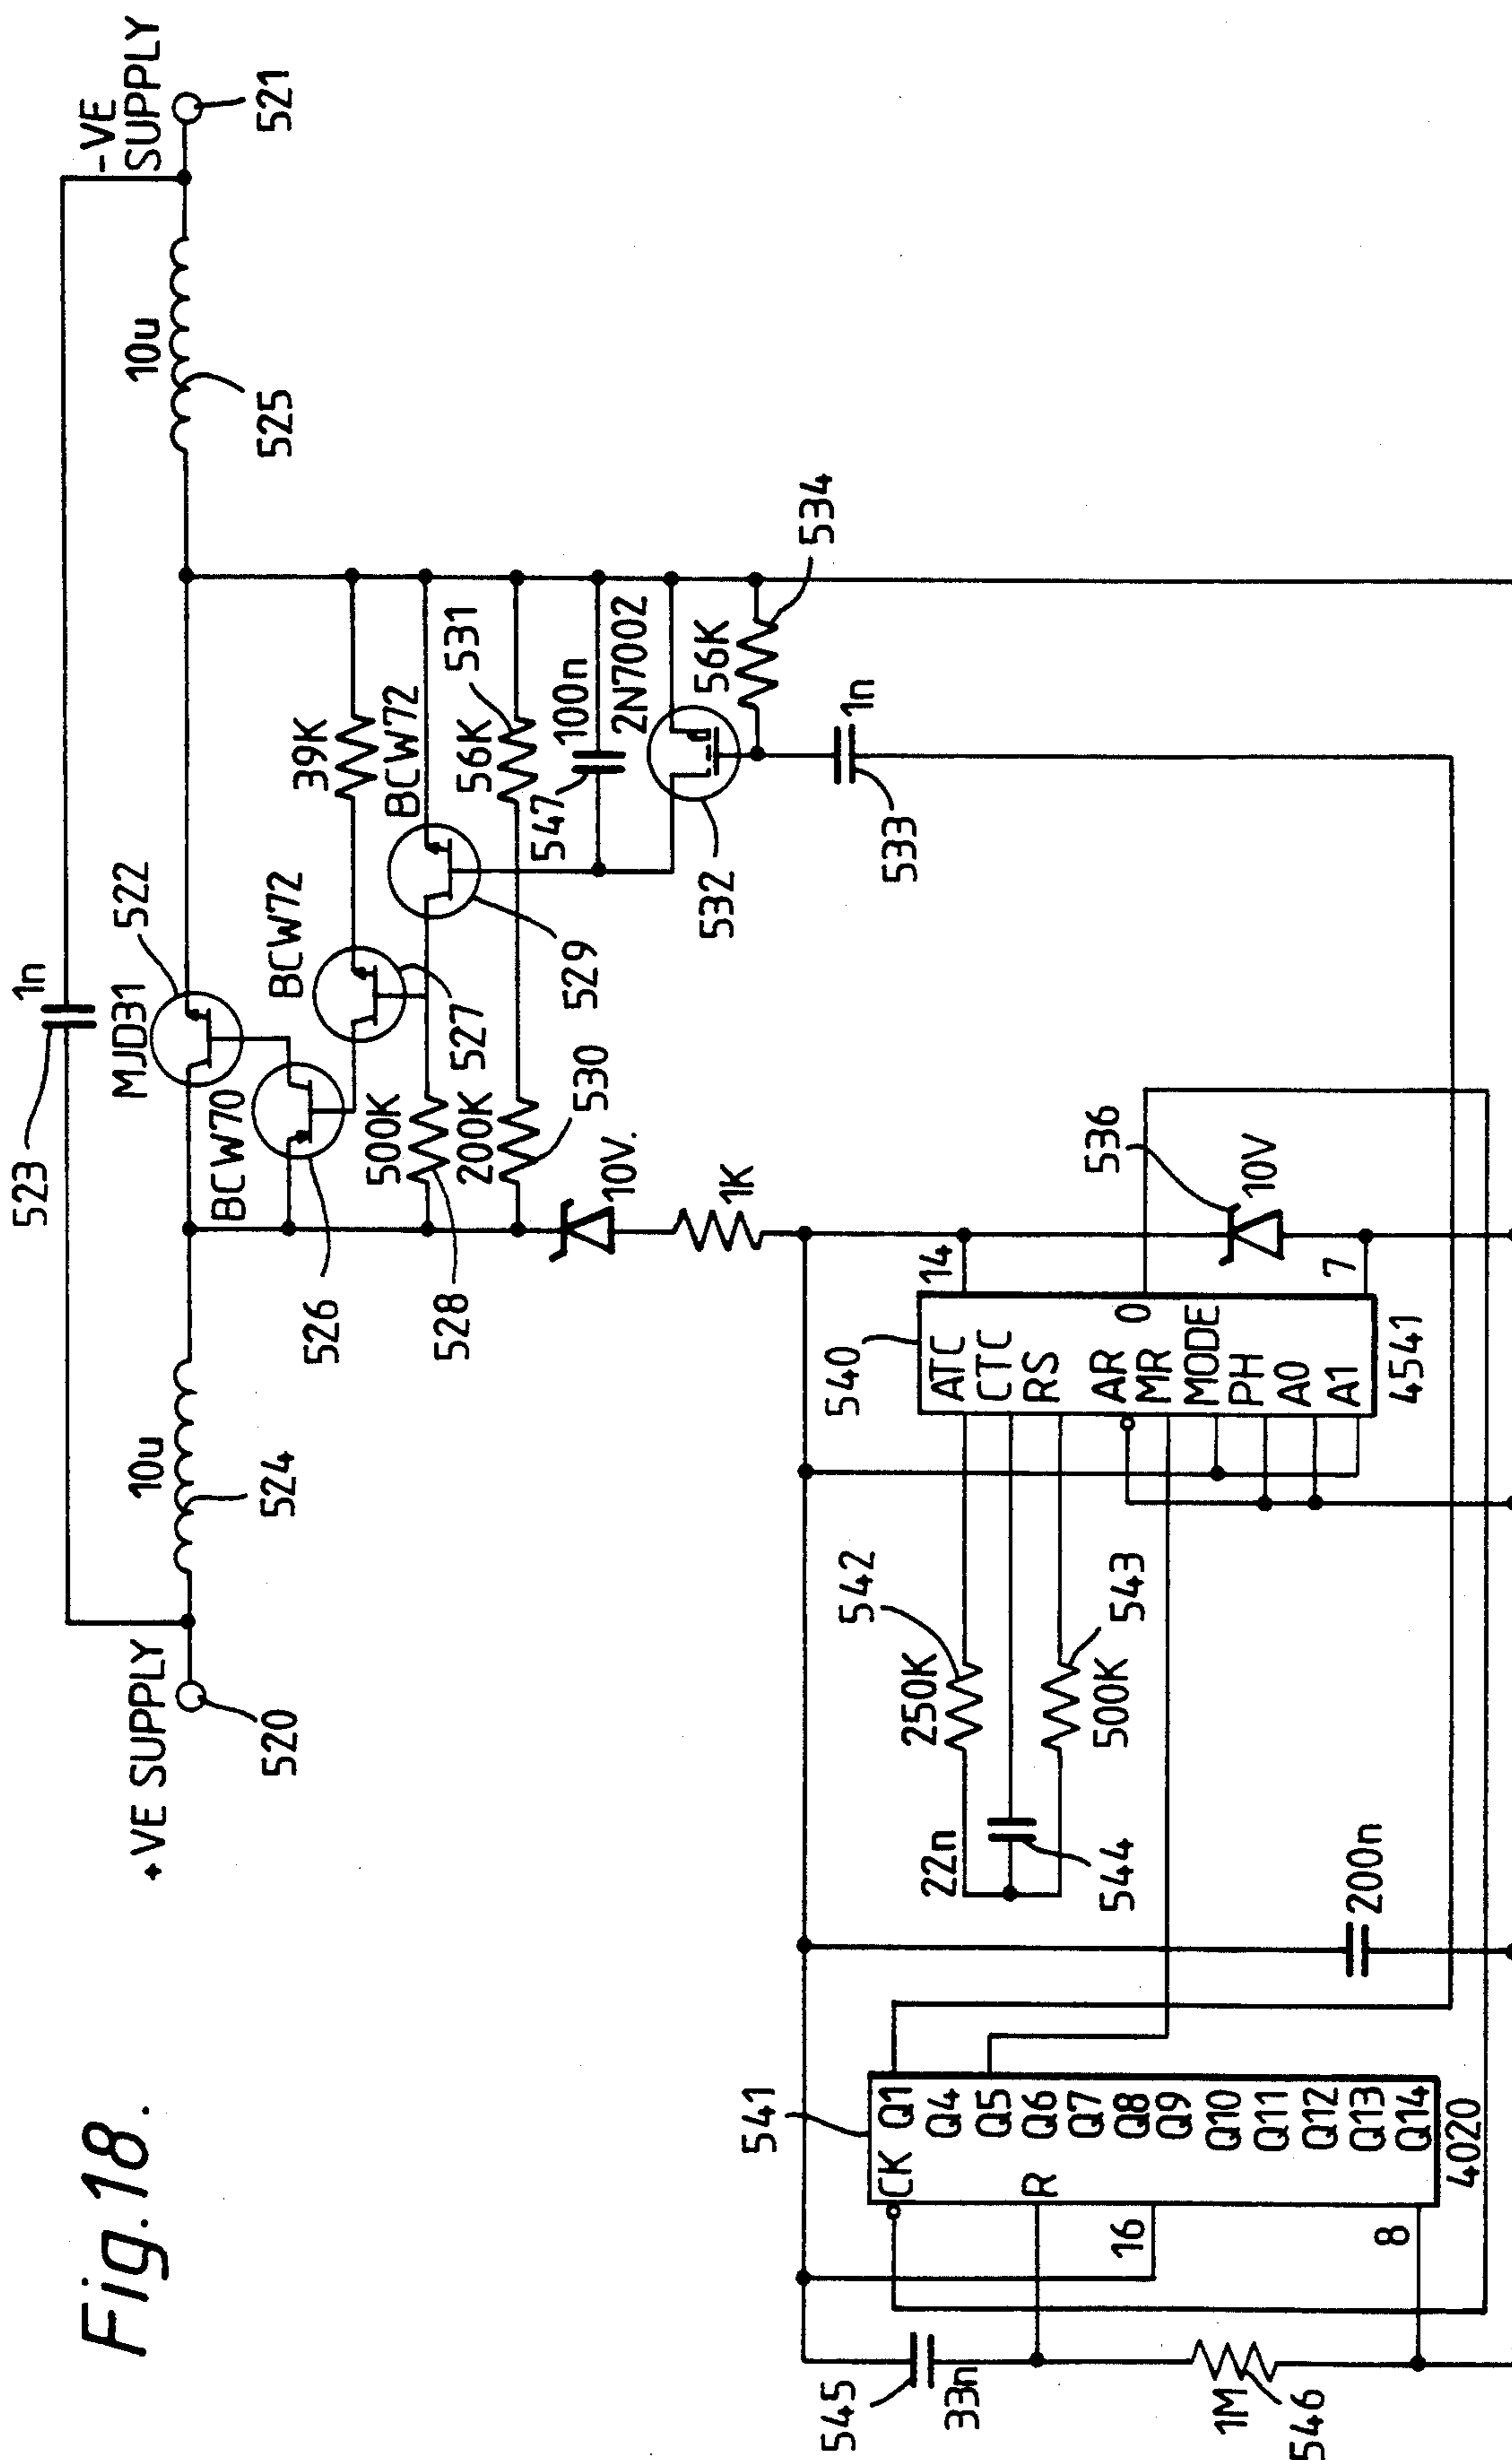 Fig.18.
+VE SUPPLY
520
10u
524
523
1n
MJD31
522
10u
525
-VE
SUPPLY
521
BCW70
526
BCW72
527
39K
BCW72
529
500K
528
200K
530
56K
531
547
100n
2N7002
532
56K
534
533
1n
10V.
1K
536
10V
540
14
ATC
CTC
RS
AR
MR
MODE
PH
A0
A1
0
7
4541
542
250K
543
500K
22n
544
200n
541
CK
R
16
8
Q1
Q4
Q5
Q6
Q7
Q8
Q9
Q10
Q11
Q12
Q13
Q14
4020
545
33n
1M
546